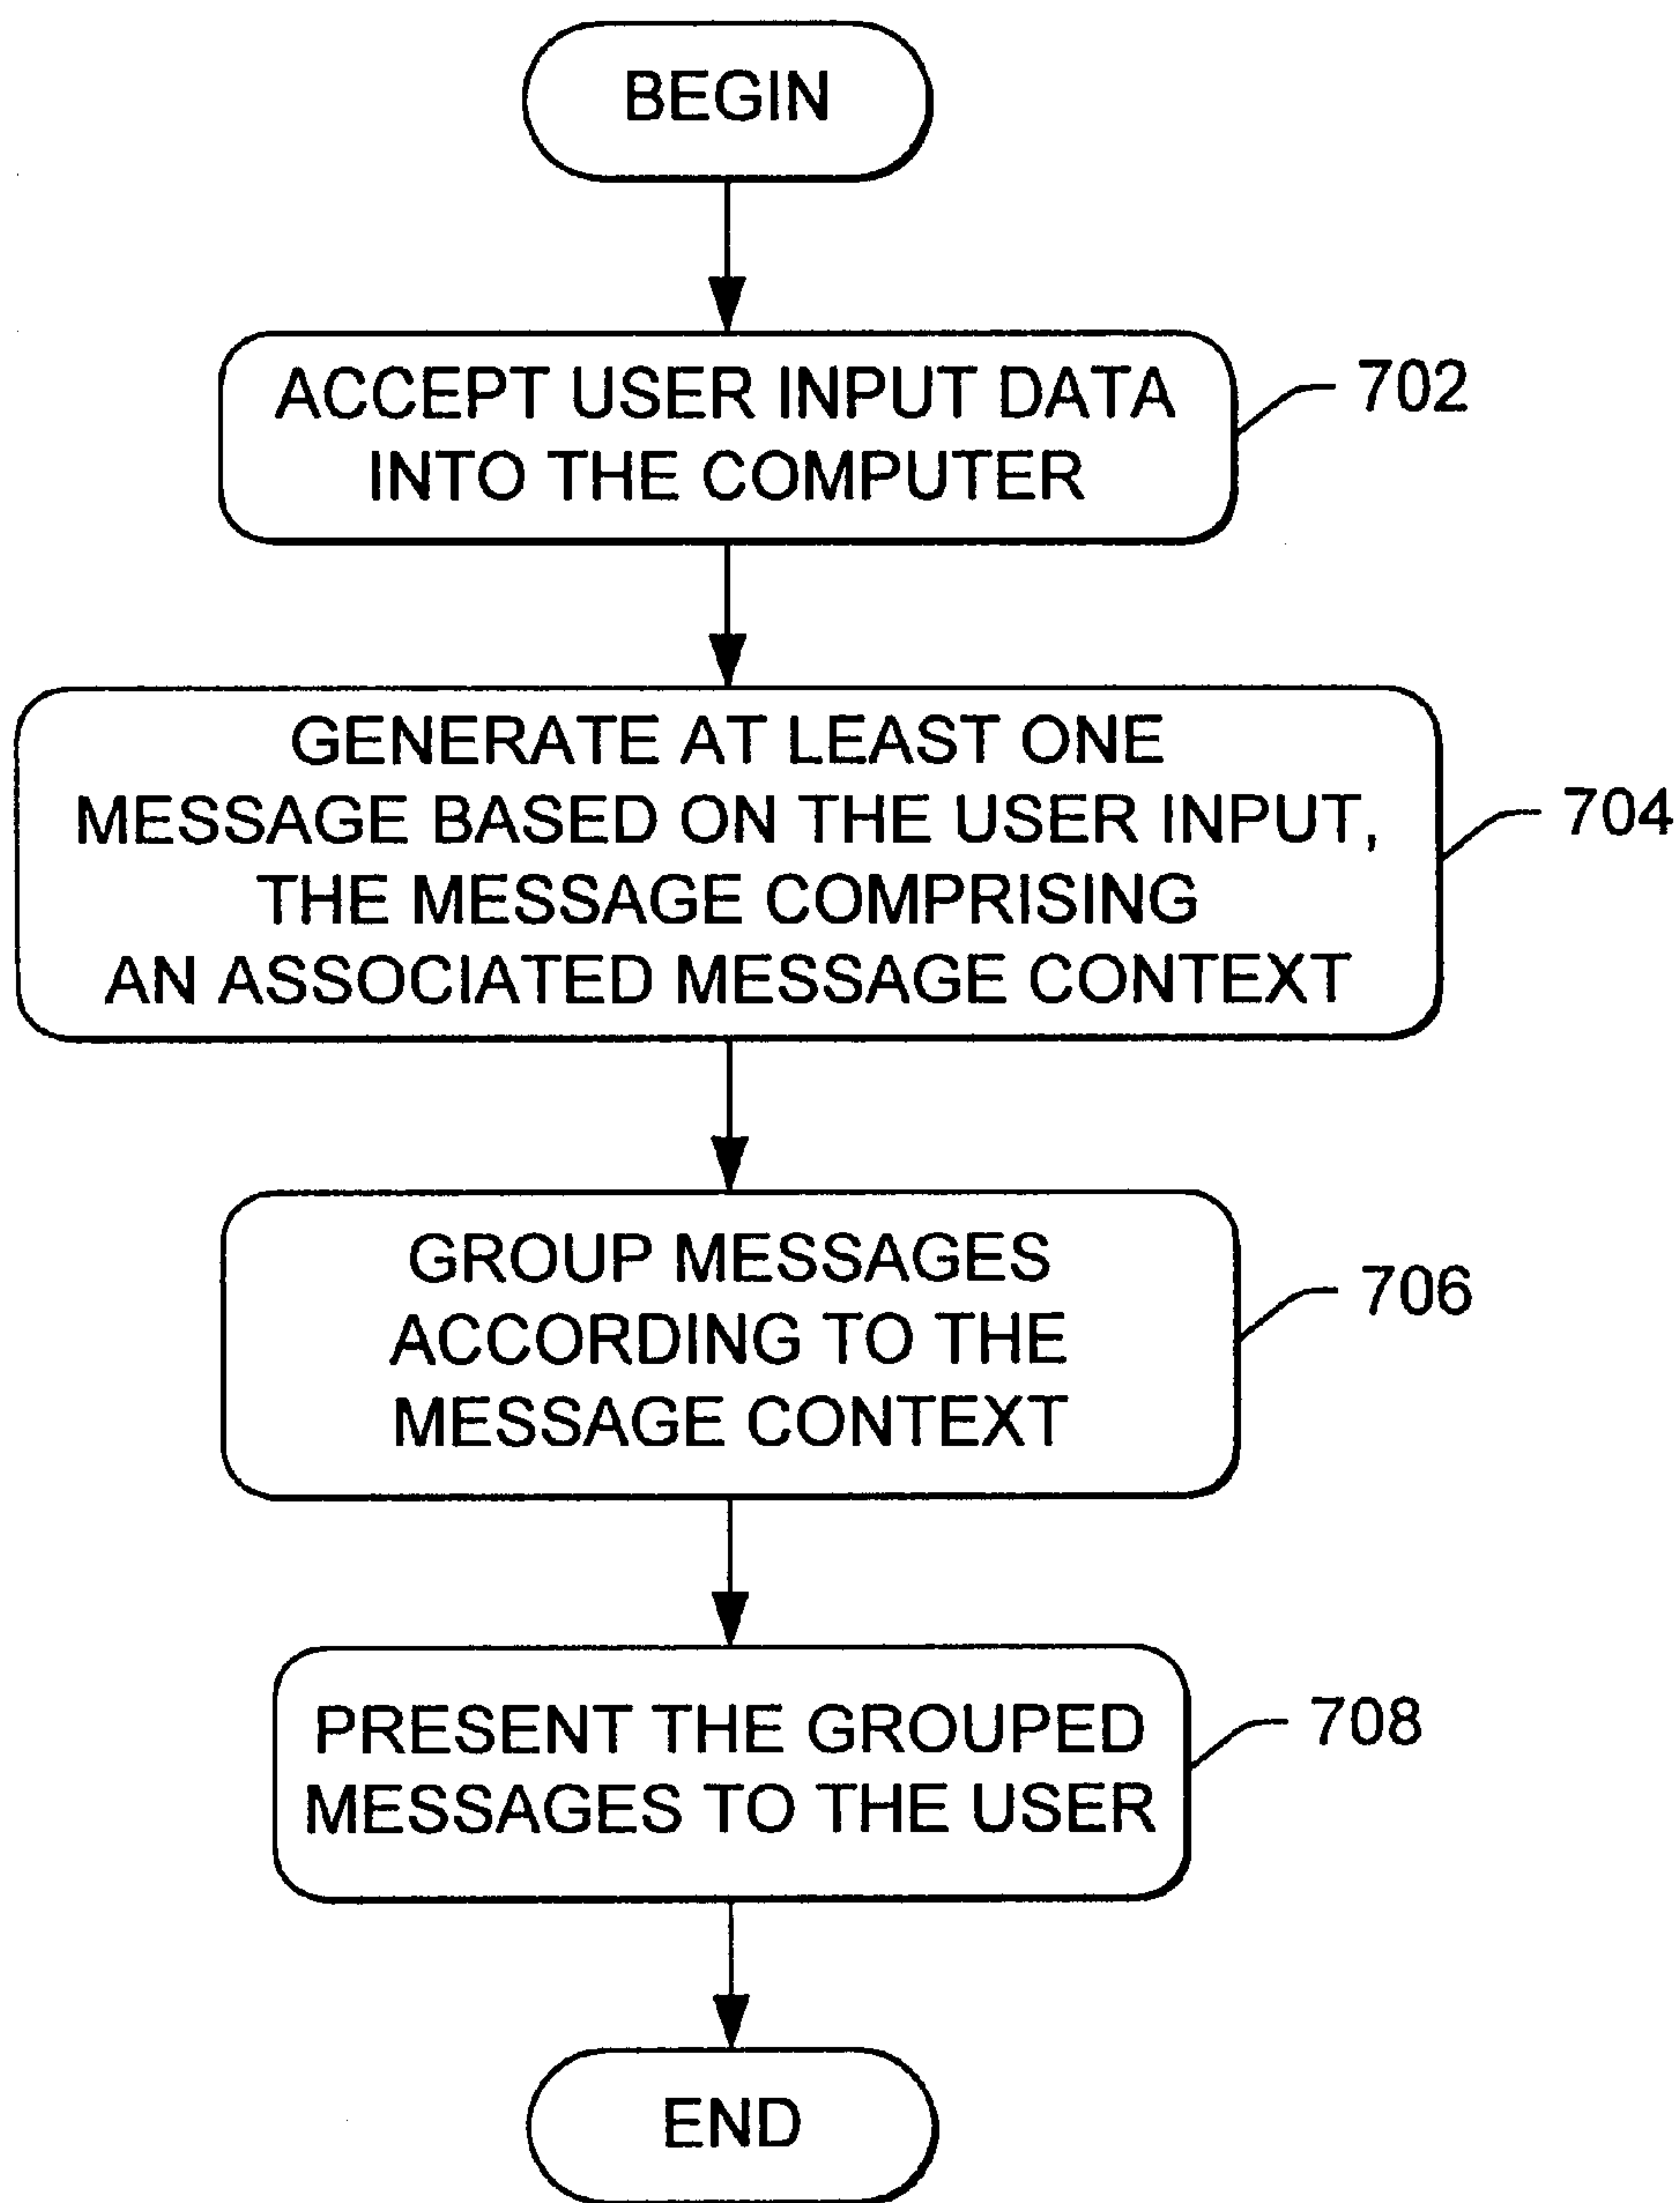 BEGIN
ACCEPT USER INPUT DATA
INTO THE COMPUTER
702
GENERATE AT LEAST ONE
MESSAGE BASED ON THE USER INPUT,
THE MESSAGE COMPRISING
AN ASSOCIATED MESSAGE CONTEXT
704
GROUP MESSAGES
ACCORDING TO THE
MESSAGE CONTEXT
706
PRESENT THE GROUPED
MESSAGES TO THE USER
708
END